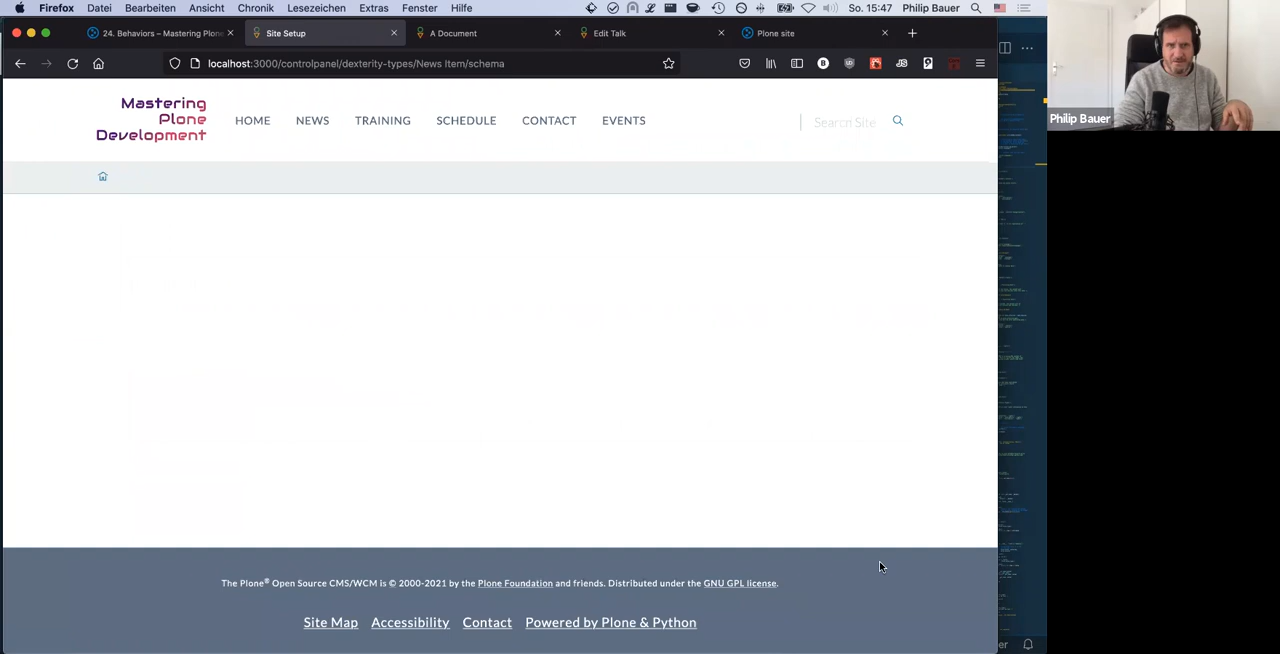 Firefox Datei Bearbeiten Ansicht Chronik Lesezeichen Extras Fenster Hilfe So. 15:47 Philip Bauer
24. Behaviors – Mastering Plone Site Setup A Document Edit Talk Plone site
localhost:3000/controlpanel/dexterity-types/News Item/schema
Mastering
Plone
Development
HOME NEWS TRAINING SCHEDULE CONTACT EVENTS Search Site
Philip Bauer
The Plone® Open Source CMS/WCM is © 2000-2021 by the Plone Foundation and friends. Distributed under the GNU GPL license.
Site Map Accessibility Contact Powered by Plone & Python
er